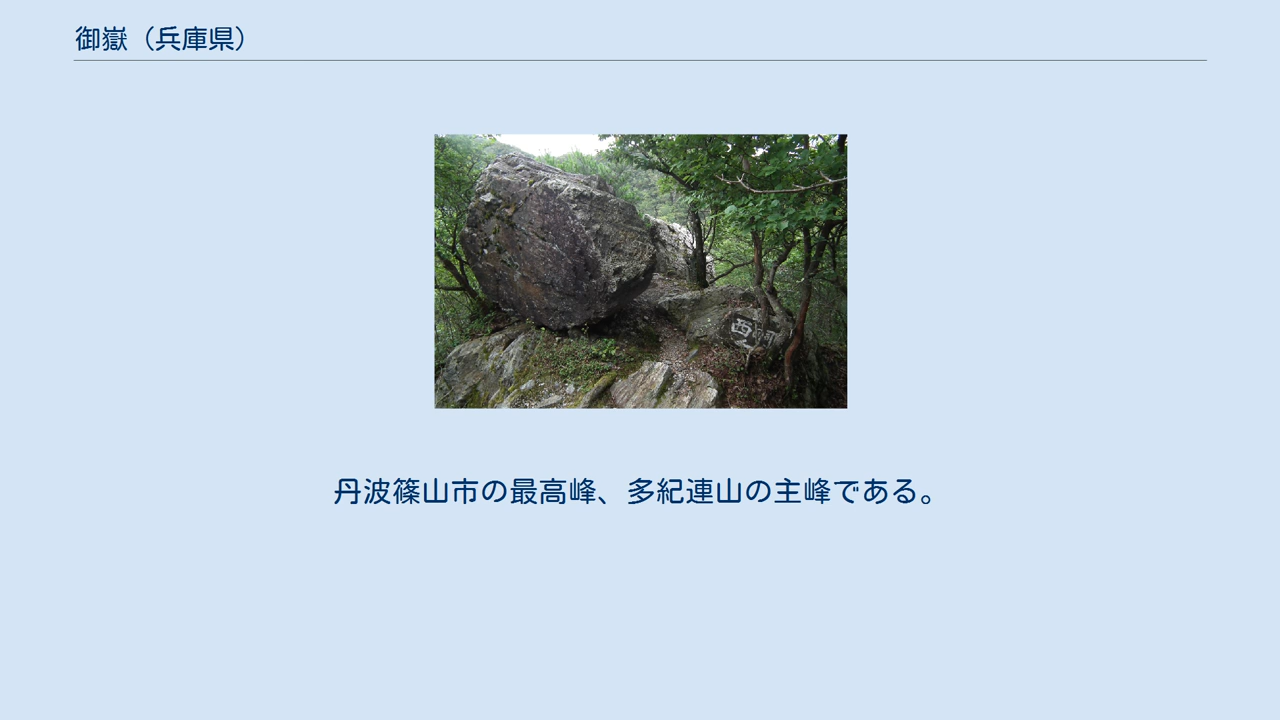 御嶽（兵庫県）
西
丹波篠山市の最高峰、多紀連山の主峰である。